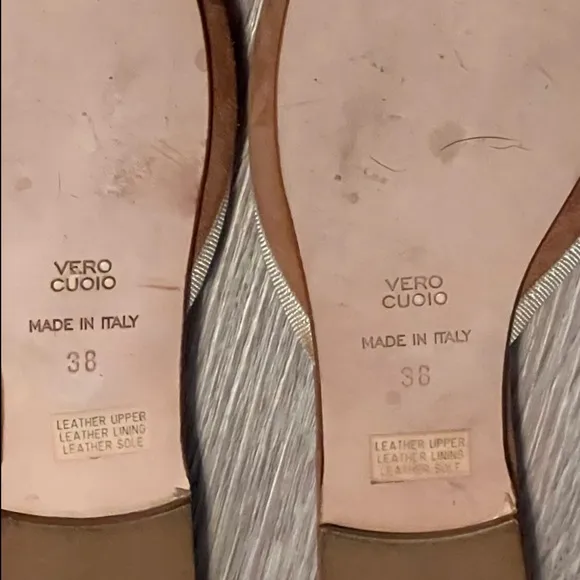 VERO
CUOIO
MADE IN ITALY
38
LEATHER UPPER
LEATHER LINING
LEATHER SOLE
VERO
CUOIO
MADE IN ITALY
38
LEATHER UPPER
LEATHER LINING
LEATHER SOLE